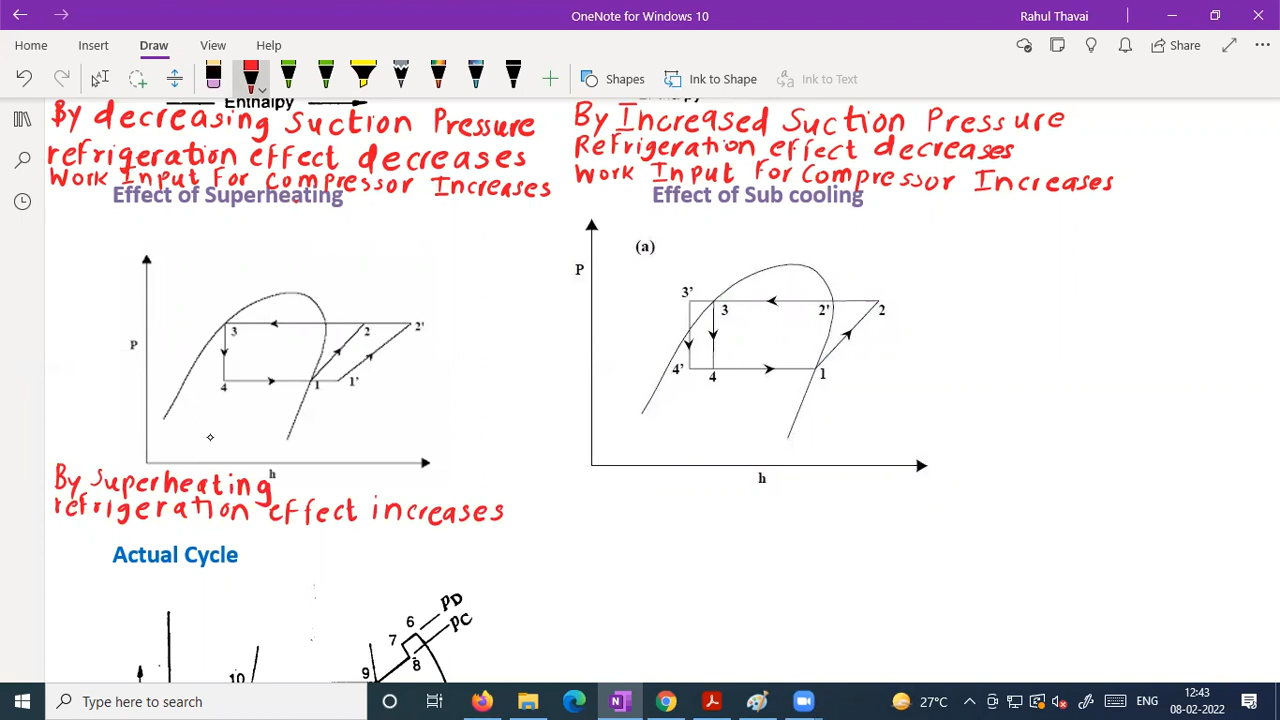 OneNote for Windows 10
Rahul Thavai
Home
Insert
Draw
View
Help
Share
Shapes
Ink to Shape
Ink to Text
Enthalpy
By decreasing Suction Pressure
refrigeration effect decreases
Work Input For Compressor Increases
By Increased Suction Pressure
Refrigeration effect decreases
Work Input For Compressor Increases
Effect of Superheating
P
3
2
2'
4
1
1'
h
Effect of Sub cooling
(a)
P
3'
3
2'
2
4'
4
1
h
By Superheating
refrigeration effect increases
Actual Cycle
PD
PC
6
7
8
9
10
Type here to search
27°C
ENG
12:43
08-02-2022